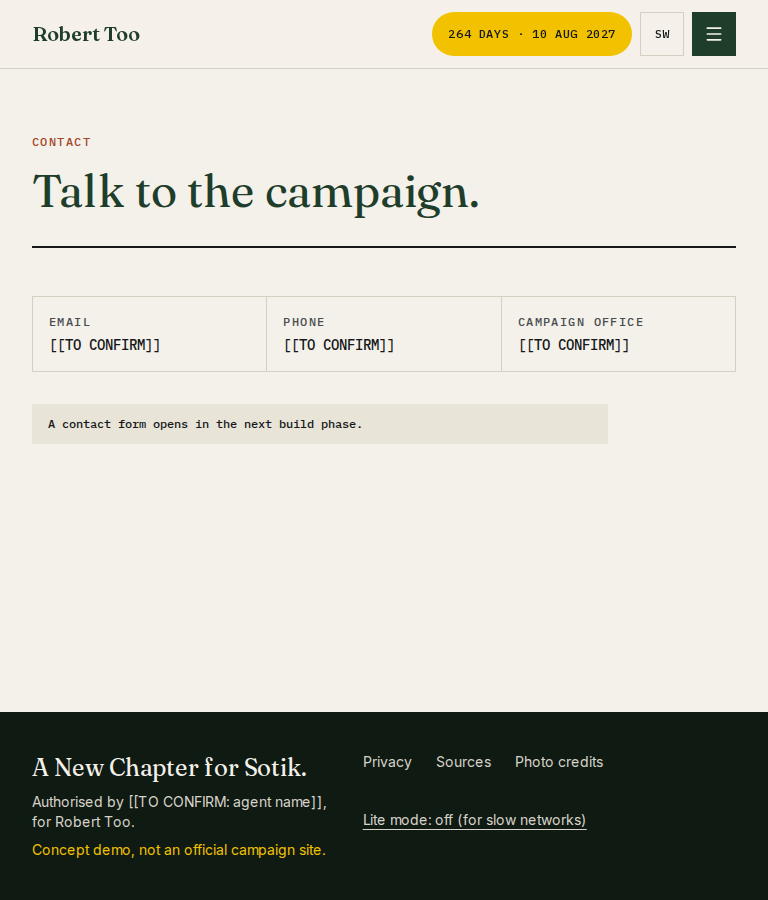 Robert Too
264 DAYS · 10 AUG 2027
SW
CONTACT
Talk to the campaign.
EMAIL
[[TO CONFIRM]]
PHONE
[[TO CONFIRM]]
CAMPAIGN OFFICE
[[TO CONFIRM]]
A contact form opens in the next build phase.
A New Chapter for Sotik.
Authorised by [[TO CONFIRM: agent name]],
for Robert Too.
Concept demo, not an official campaign site.
Privacy
Sources
Photo credits
Lite mode: off (for slow networks)